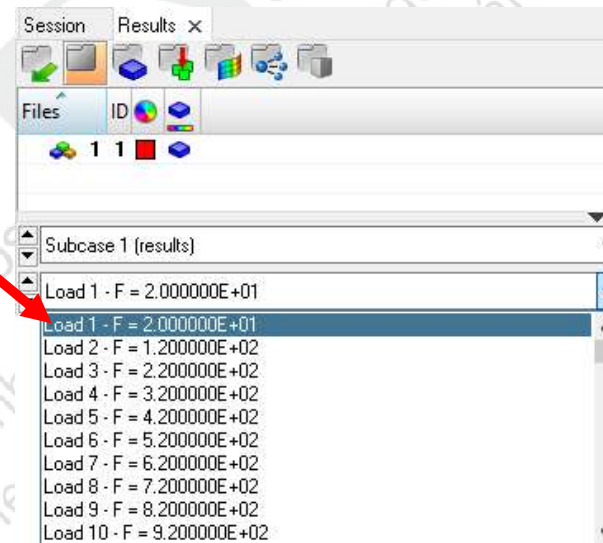 Session Results ×
Files ID
1 1
Subcase 1 (results)
Load 1 - F = 2.000000E+01
Load 1 - F = 2.000000E+01
Load 2 - F = 1.200000E+02
Load 3 - F = 2.200000E+02
Load 4 - F = 3.200000E+02
Load 5 - F = 4.200000E+02
Load 6 - F = 5.200000E+02
Load 7 - F = 6.200000E+02
Load 8 - F = 7.200000E+02
Load 9 - F = 8.200000E+02
Load 10 - F = 9.200000E+02